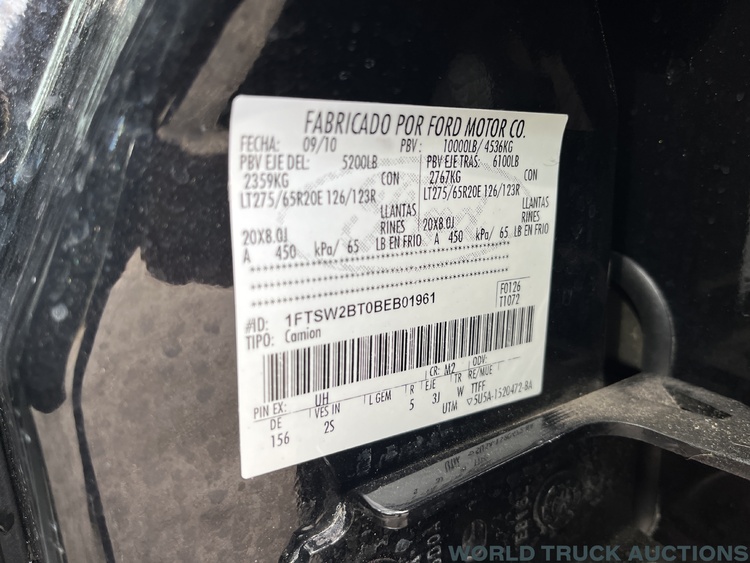 FABRICADO POR FORD MOTOR CO.
FECHA: 09/10 PBV: 10000LB/ 4536KG
PBV EJE DEL: 5200LB PBV EJE TRAS: 6100LB
2359KG CON 2767KG CON
LT275/65R20E 126/123R LT275/65R20E 126/123R
LLANTAS LLANTAS
RINES RINES
20X8.0J 20X8.0J
A 450 kPa/ 65 LB EN FRIO A 450 kPa/ 65 LB EN FRIO
F0126
T1072
#ID: 1FTSW2BT0BEB01961
TIPO: Camion
CR: M2 ODV:
PIN EX: UH L GEM R EJE TR RE/MUE
DE VES IN 5 3J W TTFF
156 2S UTM ▽5U5A-1520472-BA
WORLD TRUCK AUCTIONS